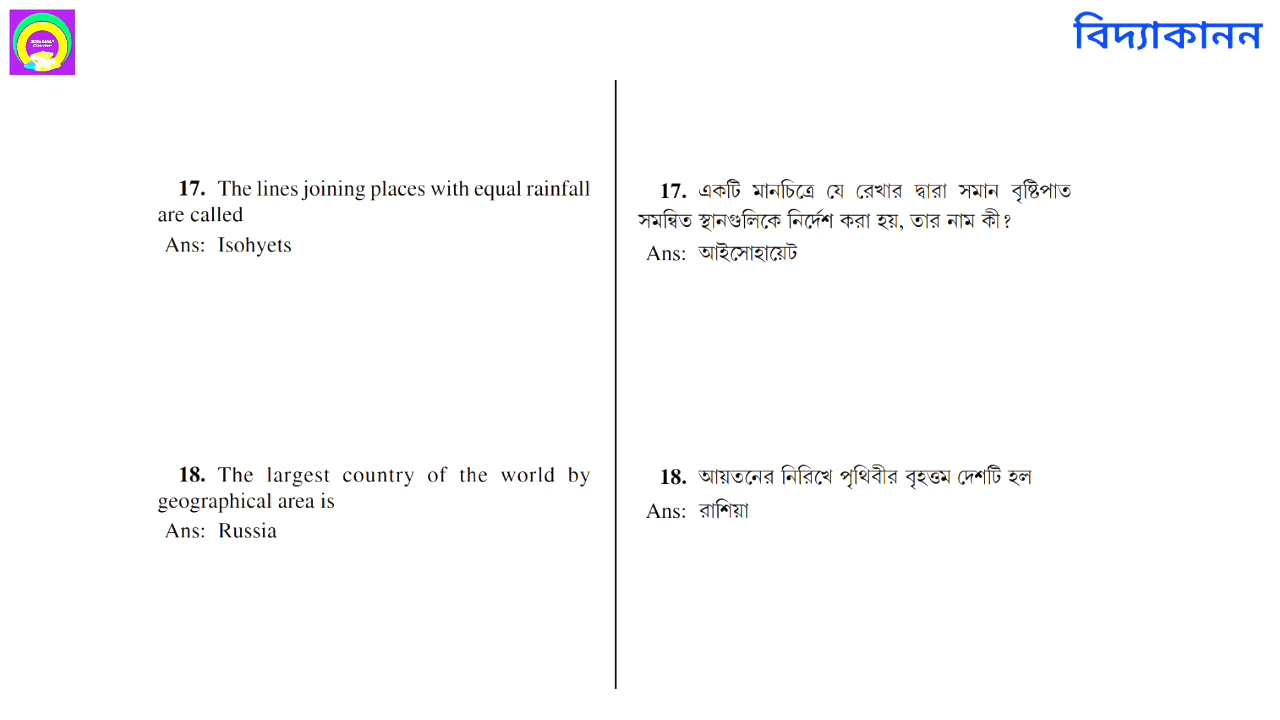 বিদ্যাকানন
17. The lines joining places with equal rainfall
are called
Ans: Isohyets
18. The largest country of the world by
geographical area is
Ans: Russia
17. একটি মানচিত্রে যে রেখার দ্বারা সমান বৃষ্টিপাত
সমন্বিত স্থানগুলিকে নির্দেশ করা হয়, তার নাম কী?
Ans: আইসোহায়েট
18. আয়তনের নিরিখে পৃথিবীর বৃহত্তম দেশটি হল
Ans: রাশিয়া